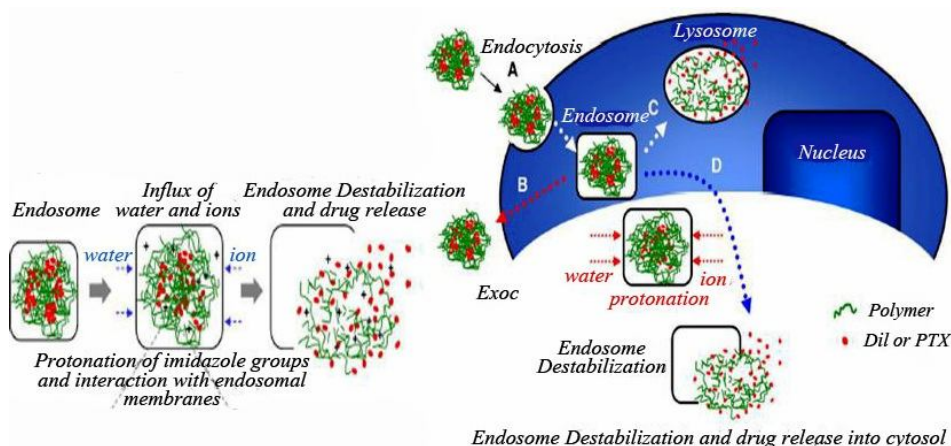 Endosome
Influx of
water and ions
Endosome Destabilization
and drug release
water
ion
Protonation of imidazole groups
and interaction with endosomal
membranes
Endocytosis
A
Lysosome
Endosome
C
B
D
Nucleus
Exoc
water
ion
protonation
Endosome
Destabilization
Polymer
Dil or PTX
Endosome Destabilization and drug release into cytosol